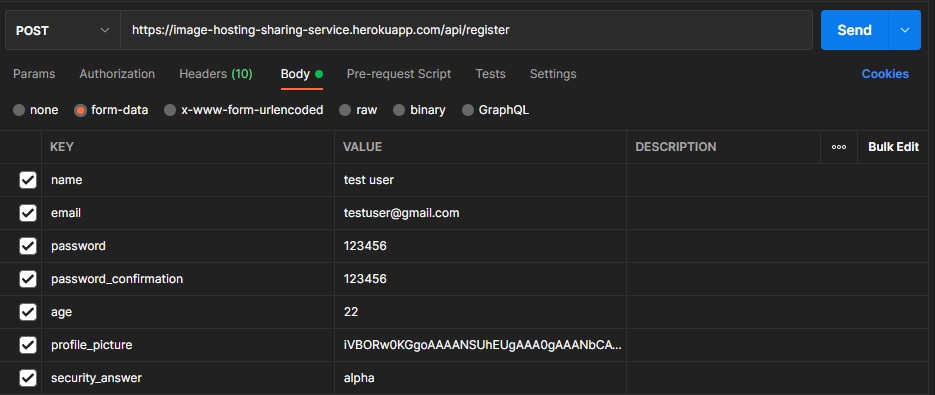 POST https://image-hosting-sharing-service.herokuapp.com/api/register Send
Params Authorization Headers (10) Body Pre-request Script Tests Settings Cookies
none form-data x-www-form-urlencoded raw binary GraphQL
KEY VALUE DESCRIPTION ooo Bulk Edit
name test user
email testuser@gmail.com
password 123456
password_confirmation 123456
age 22
profile_picture iVBORw0KGgoAAAANSUhEUgAAA0gAAANbCA...
security_answer alpha